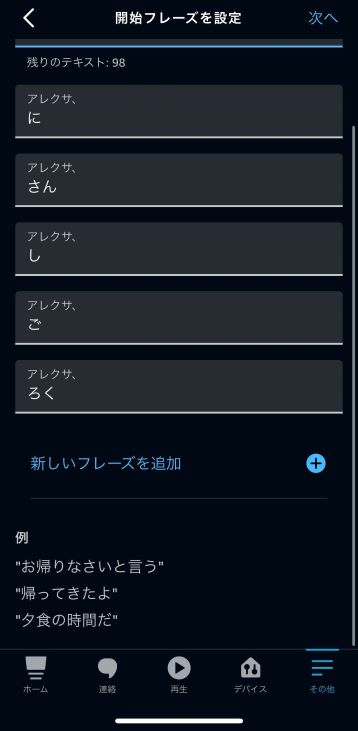 開始フレーズを設定
次へ
残りのテキスト: 98
アレクサ、
に
アレクサ、
さん
アレクサ、
し
アレクサ、
ご
アレクサ、
ろく
新しいフレーズを追加
例
"お帰りなさいと言う"
"帰ってきたよ"
"夕食の時間だ"
ホーム
連絡
再生
デバイス
その他